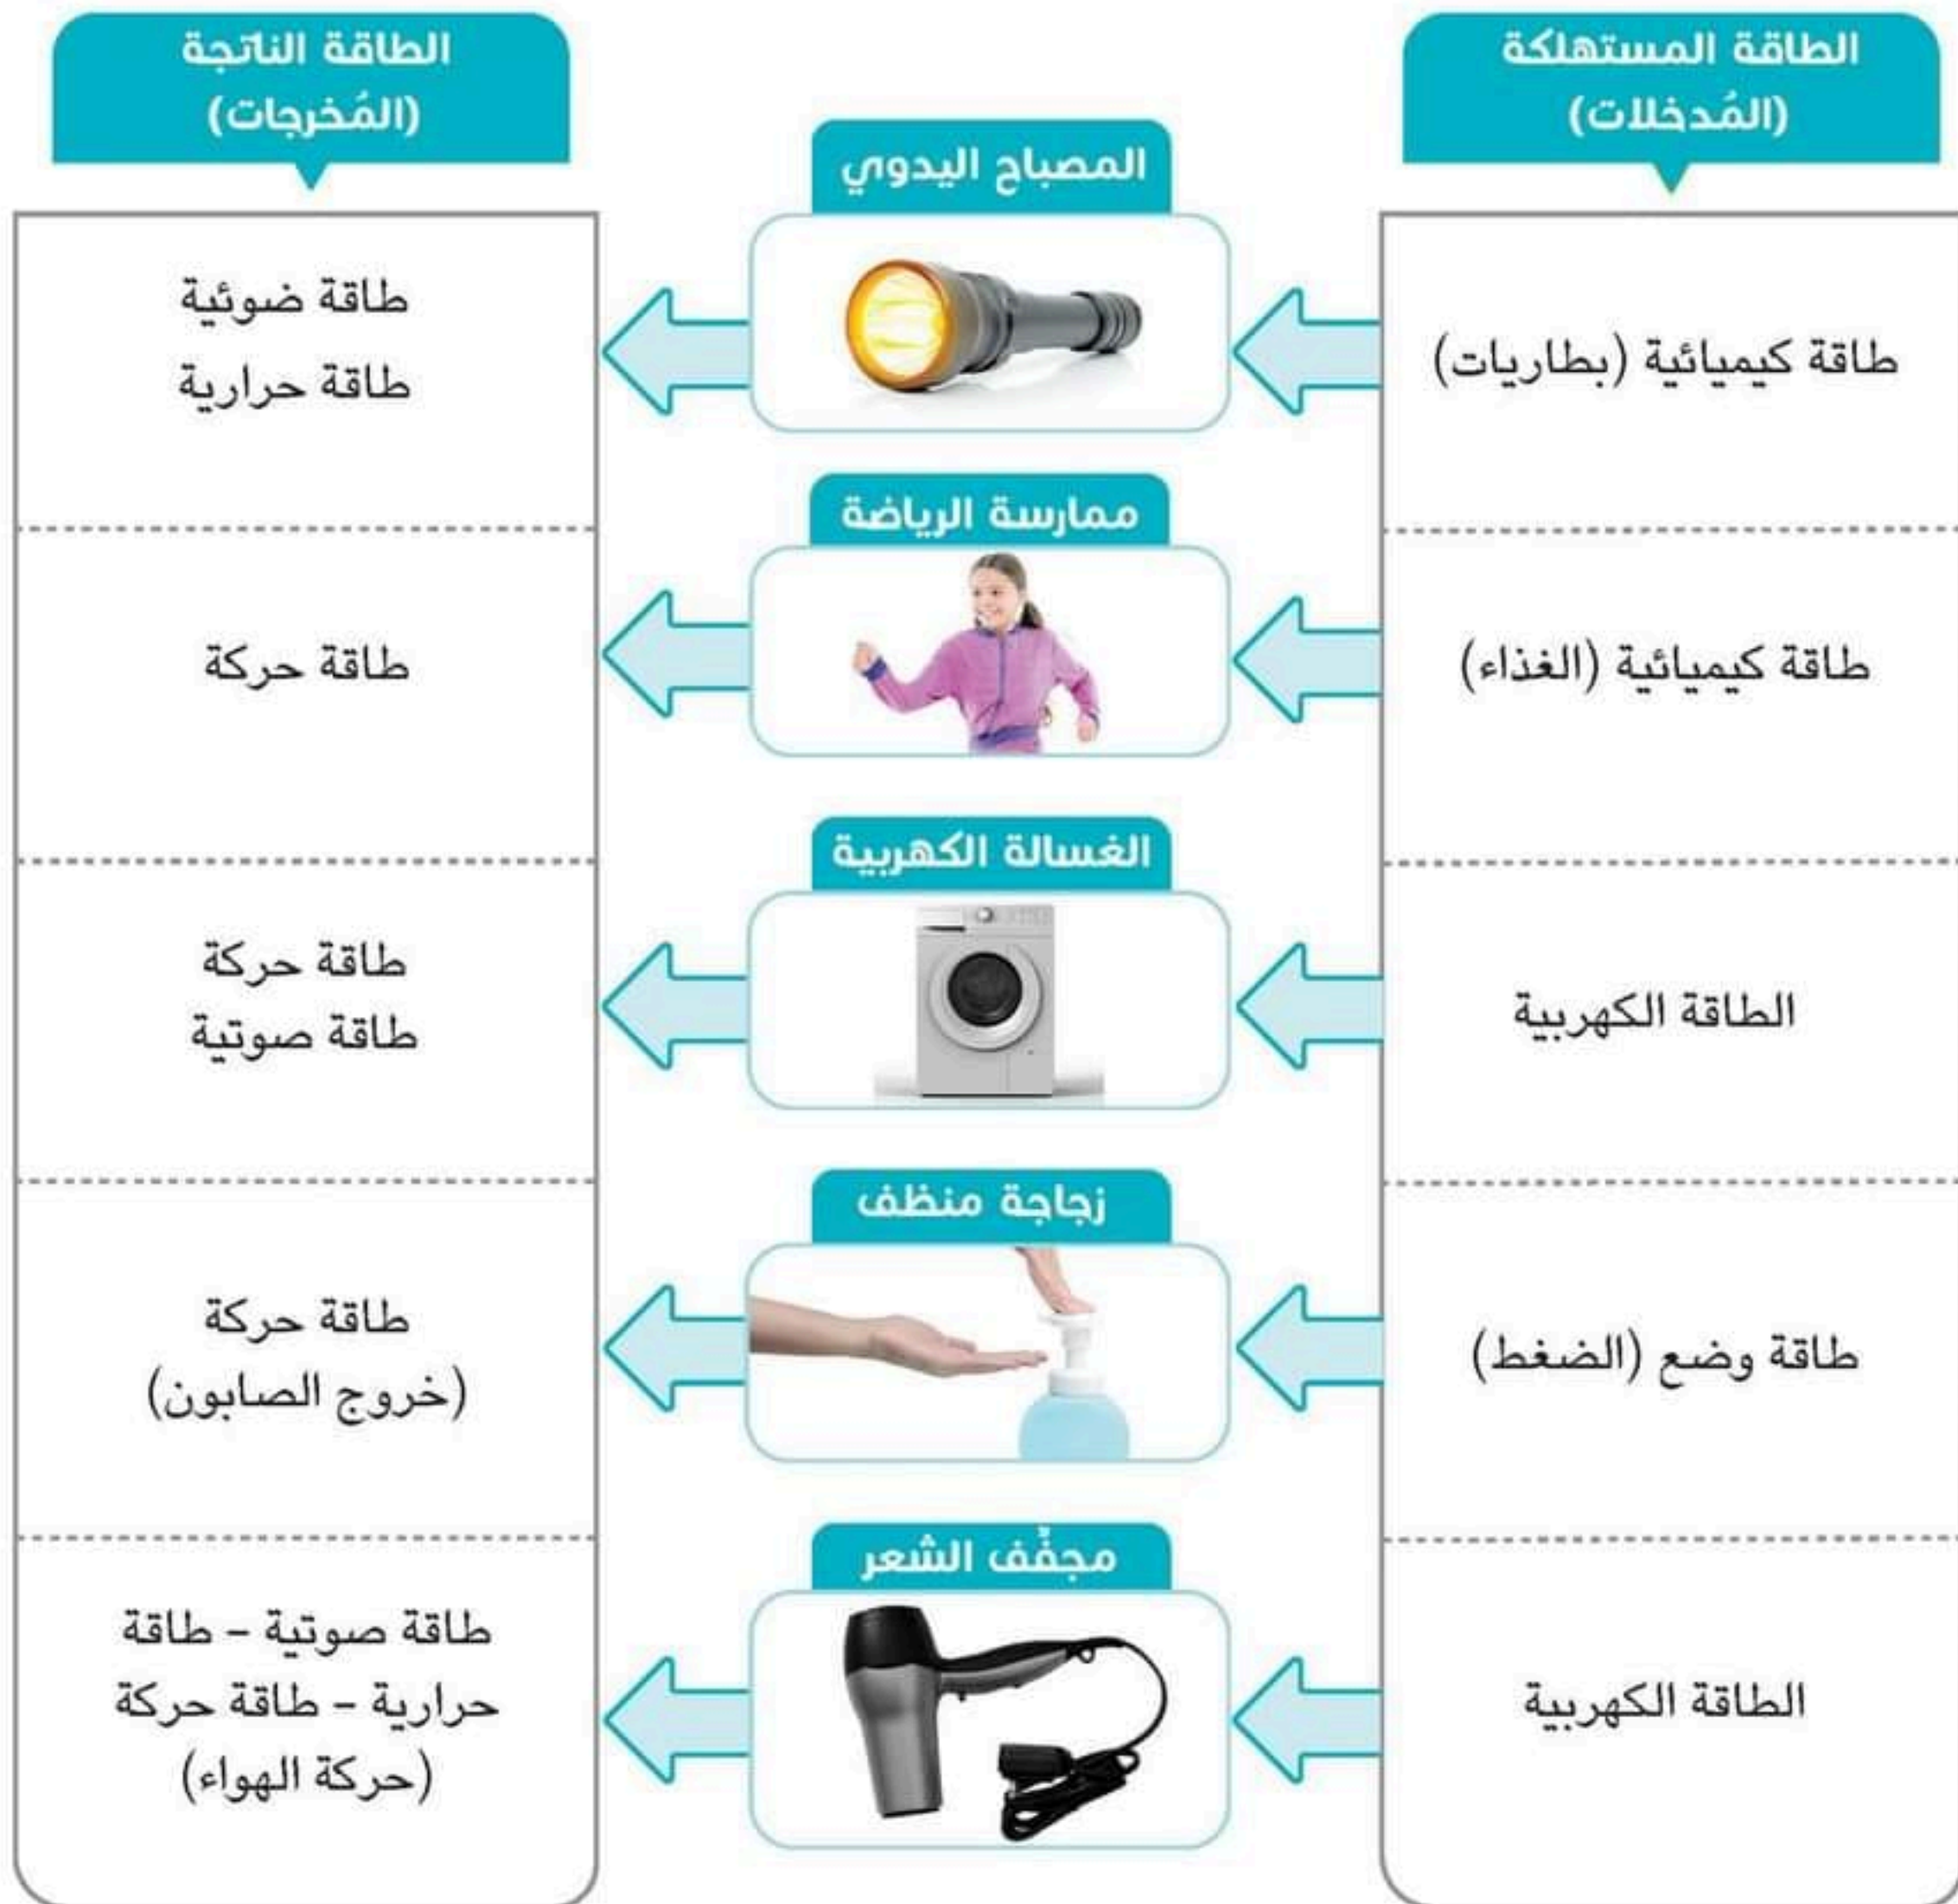 الطاقة المستهلكة
(المُدخلات)
الطاقة الناتجة
(المُخرجات)
المصباح اليدوي
طاقة كيميائية (بطاريات)
طاقة ضوئية
طاقة حرارية
ممارسة الرياضة
طاقة كيميائية (الغذاء)
طاقة حركة
الغسالة الكهربية
الطاقة الكهربية
طاقة حركة
طاقة صوتية
زجاجة منظف
طاقة وضع (الضغط)
طاقة حركة
(خروج الصابون)
مجفِّف الشعر
الطاقة الكهربية
طاقة صوتية – طاقة
حرارية – طاقة حركة
(حركة الهواء)